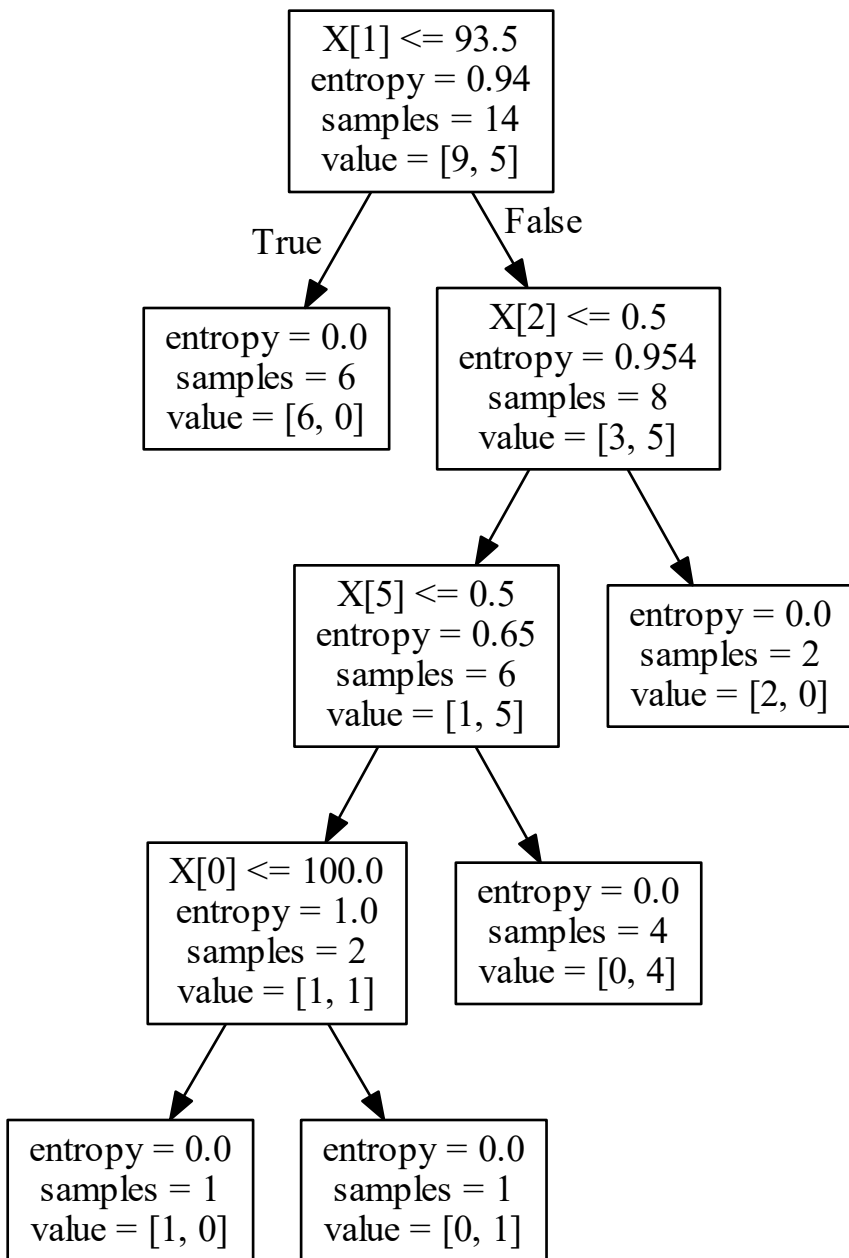 X[1] <= 93.5
entropy = 0.94
samples = 14
value = [9, 5]
True
False
entropy = 0.0
samples = 6
value = [6, 0]
X[2] <= 0.5
entropy = 0.954
samples = 8
value = [3, 5]
X[5] <= 0.5
entropy = 0.65
samples = 6
value = [1, 5]
entropy = 0.0
samples = 2
value = [2, 0]
X[0] <= 100.0
entropy = 1.0
samples = 2
value = [1, 1]
entropy = 0.0
samples = 4
value = [0, 4]
entropy = 0.0
samples = 1
value = [1, 0]
entropy = 0.0
samples = 1
value = [0, 1]